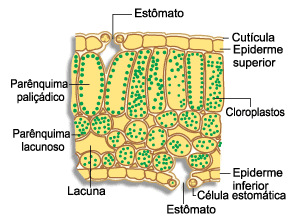 Estômato
Cutícula
Epiderme
superior
Parênquima
paliçádico
Cloroplastos
Parênquima
lacunoso
Lacuna
Epiderme
inferior
Célula estomática
Estômato